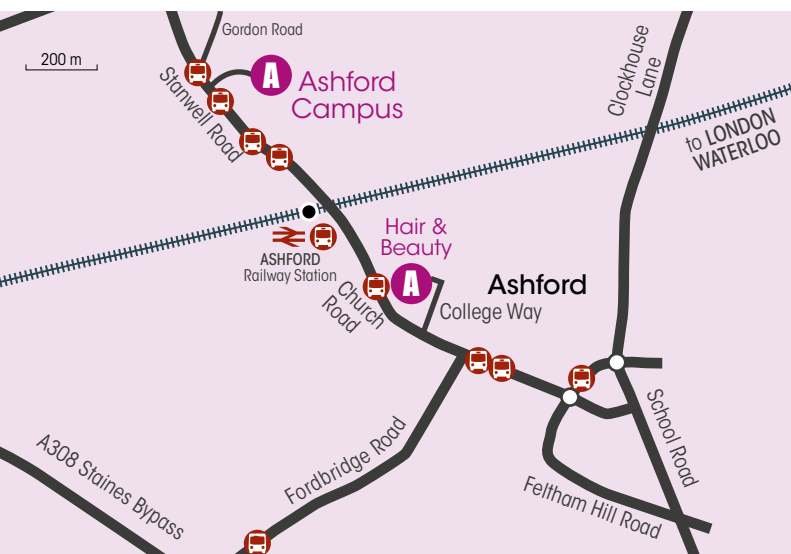 Gordon Road
200 m
A
Ashford
Campus
Stanwell Road
Clockhouse
Lane
to LONDON
WATERLOO
Hair &
Beauty
A
ASHFORD
Railway Station
Church
Road
Ashford
College Way
School Road
Fordbridge Road
A308 Staines Bypass
Feltham Hill Road